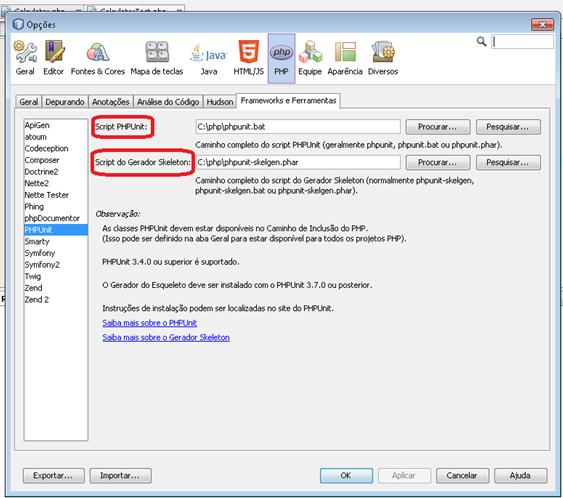 Calculator.php
CalculatorTest.php
Opções
Geral
Editor
Fontes & Cores
Mapa de teclas
Java
Java
HTML/JS
php
PHP
Equipe
Aparência
Diversos
Geral
Depurando
Anotações
Análise do Código
Hudson
Frameworks e Ferramentas
ApiGen
atoum
Codeception
Composer
Doctrine2
Nette2
Nette Tester
Phing
phpDocumentor
PHPUnit
Smarty
Symfony
Symfony2
Twig
Zend
Zend 2
Script PHPUnit:
C:\php\phpunit.bat
Procurar...
Pesquisar...
Caminho completo do script PHPUnit (geralmente phpunit, phpunit.bat ou phpunit.phar).
Script do Gerador Skeleton:
C:\php\phpunit-skelgen.phar
Procurar...
Pesquisar...
Caminho completo do script do Gerador Skeleton (normalmente phpunit-skelgen,
phpunit-skelgen.bat ou phpunit-skelgen.phar).
Observação:
As classes PHPUnit devem estar disponíveis no Caminho de Inclusão do PHP.
(Isso pode ser definido na aba Geral para estar disponível para todos os projetos PHP).
PHPUnit 3.4.0 ou superior é suportado.
O Gerador do Esqueleto deve ser instalado com o PHPUnit 3.7.0 ou posterior.
Instruções de instalação podem ser localizadas no site do PHPUnit.
Saiba mais sobre o PHPUnit
Saiba mais sobre o Gerador Skeleton
Exportar...
Importar...
OK
Aplicar
Cancelar
Ajuda